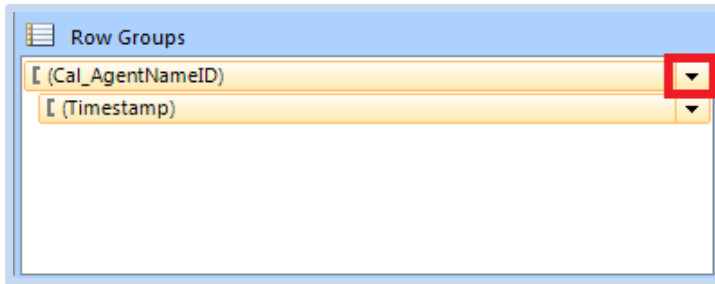 Row Groups
[ (Cal_AgentNameID)
[ (Timestamp)